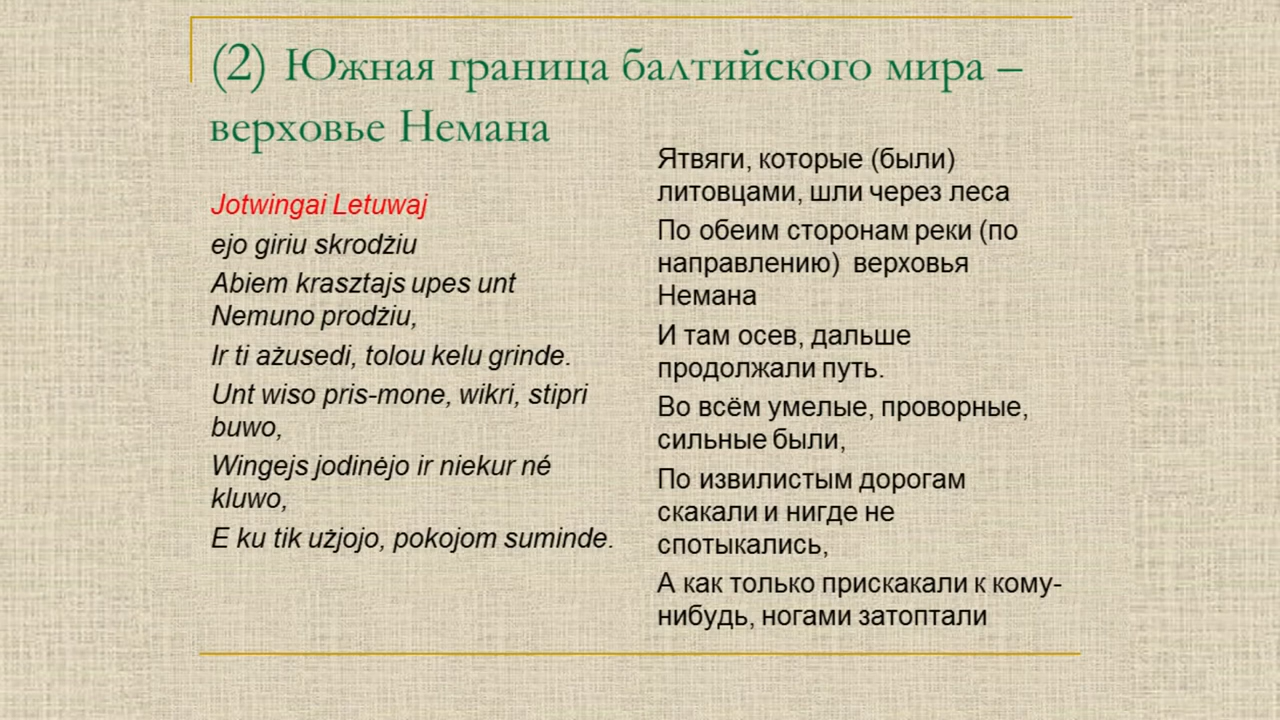 (2) Южная граница балтийского мира –
верховье Немана
Jotwingai Letuwaj
ejo giriu skrodżiu
Abiem krasztajs upes unt
Nemuno prodżiu,
Ir ti ażusedi, tolou kelu grinde.
Unt wiso pris-mone, wikri, stipri
buwo,
Wingejs jodinėjo ir niekur né
kluwo,
E ku tik użjojo, pokojom suminde.
Ятвяги, которые (были)
литовцами, шли через леса
По обеим сторонам реки (по
направлению) верховья
Немана
И там осев, дальше
продолжали путь.
Во всём умелые, проворные,
сильные были,
По извилистым дорогам
скакали и нигде не
спотыкались,
А как только прискакали к кому-
нибудь, ногами затоптали